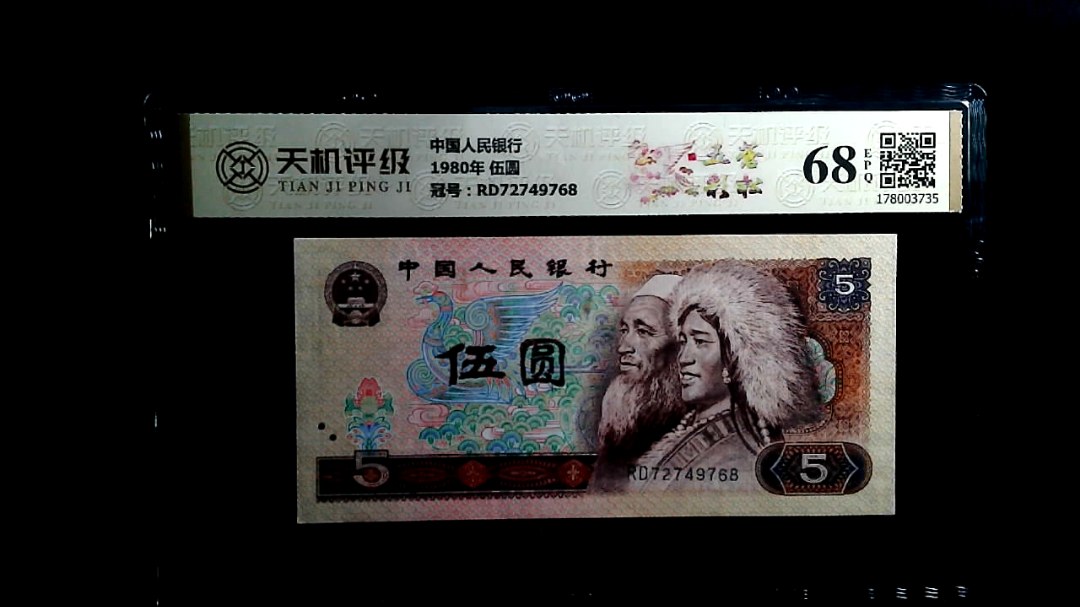 天机评级
TIAN JI PING JI
中国人民银行
1980年 伍圆
冠号：RD72749768
68
EPQ
178003735
中国人民银行
5
伍圆
5
RD72749768
5